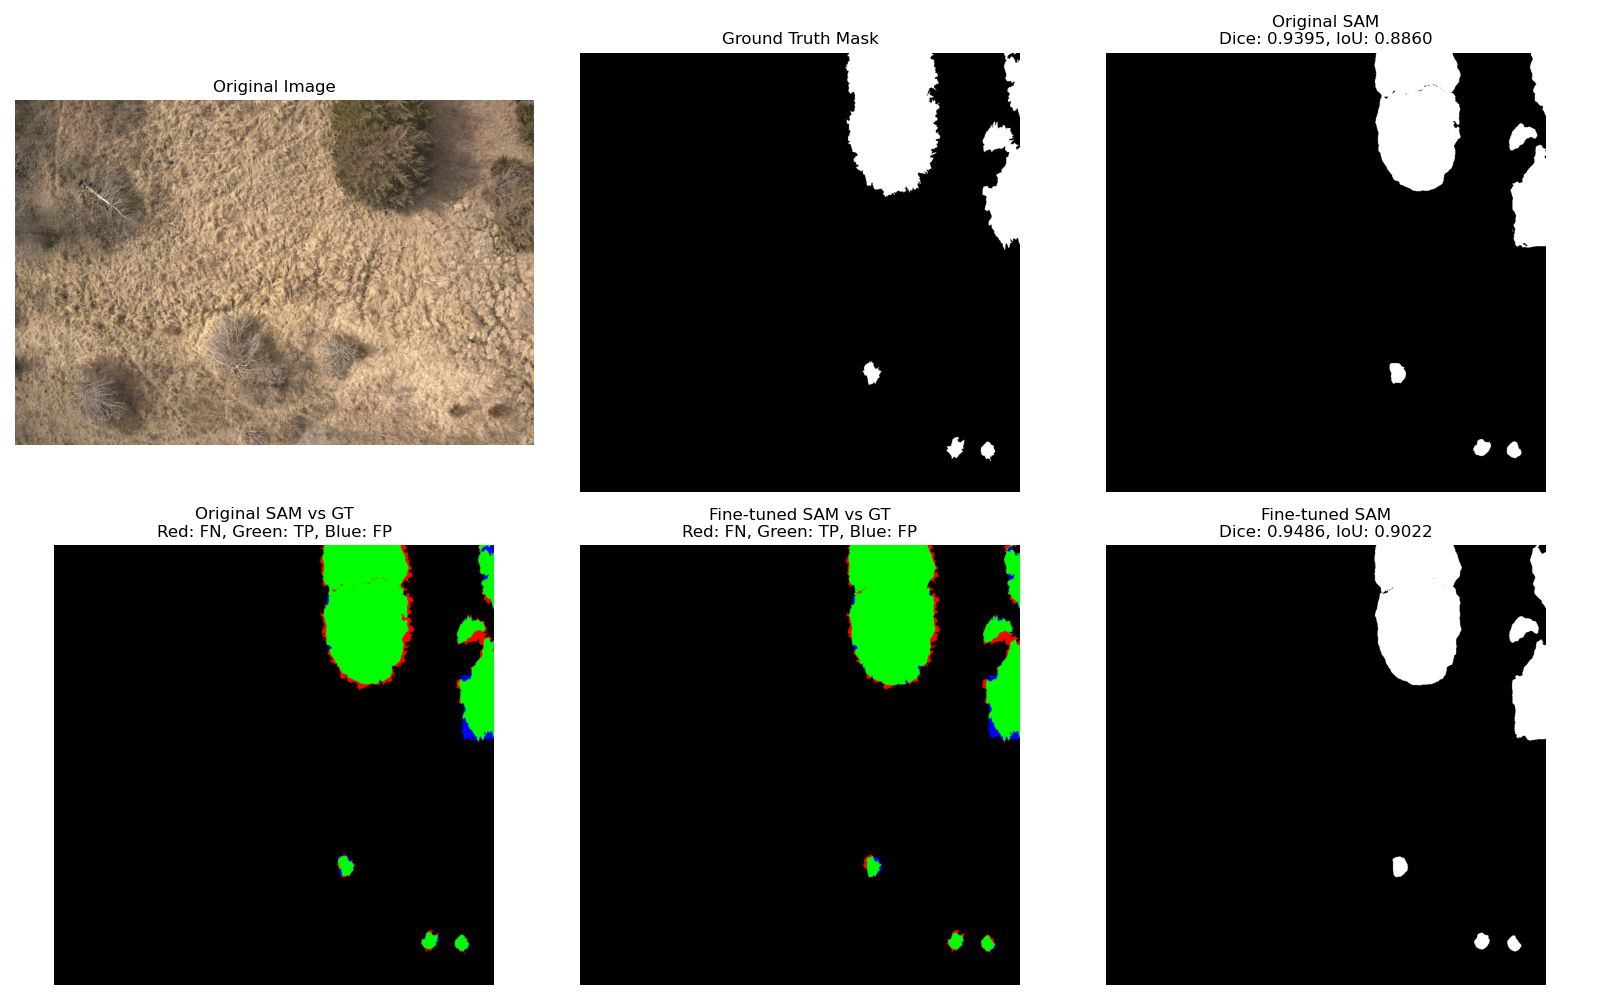 Original Image
Ground Truth Mask
Original SAM
Dice: 0.9395, IoU: 0.8860
Original SAM vs GT
Red: FN, Green: TP, Blue: FP
Fine-tuned SAM vs GT
Red: FN, Green: TP, Blue: FP
Fine-tuned SAM
Dice: 0.9486, IoU: 0.9022